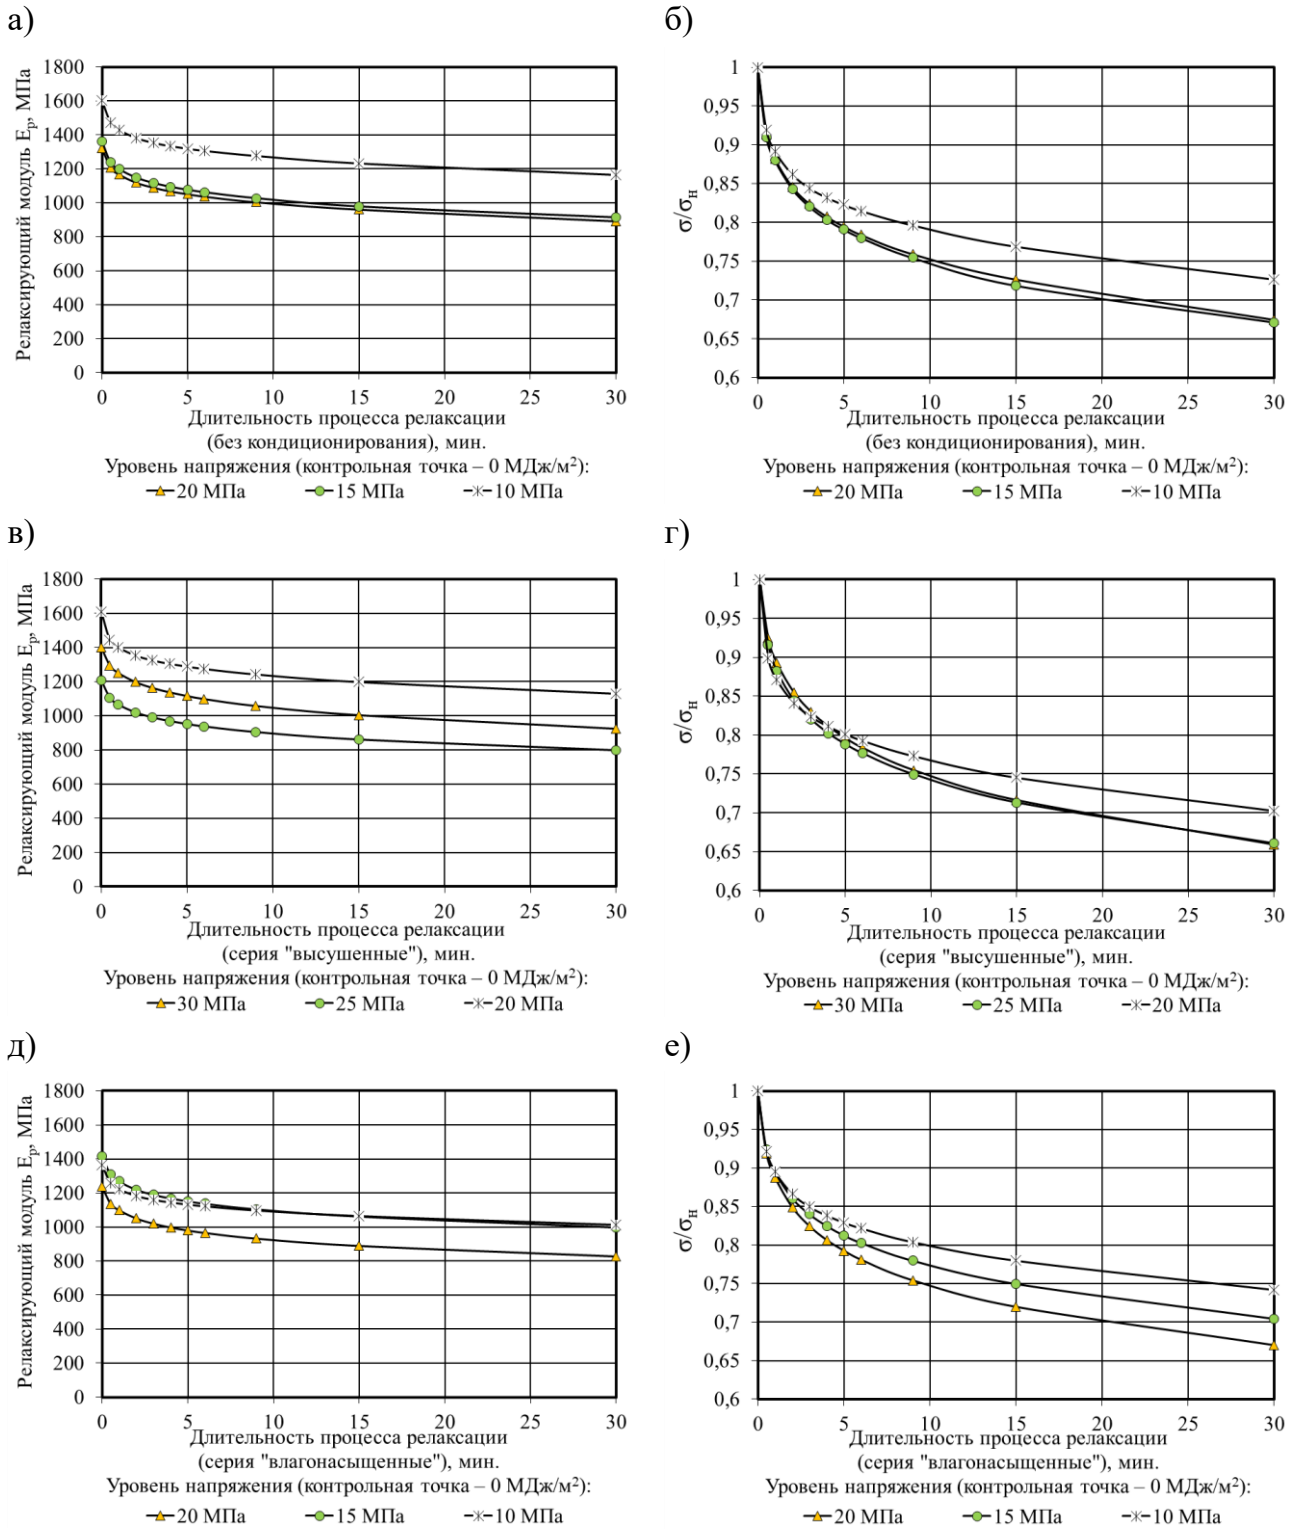 а)
Релаксирующий модуль Eр, МПа
1800
1600
1400
1200
1000
800
600
400
200
0
0 5 10 15 20 25 30
Длительность процесса релаксации
(без кондиционирования), мин.
Уровень напряжения (контрольная точка – 0 МДж/м²):
20 МПа 15 МПа 10 МПа
б)
σ/σн
1
0,95
0,9
0,85
0,8
0,75
0,7
0,65
0,6
0 5 10 15 20 25 30
Длительность процесса релаксации
(без кондиционирования), мин.
Уровень напряжения (контрольная точка – 0 МДж/м²):
20 МПа 15 МПа 10 МПа
в)
Релаксирующий модуль Eр, МПа
1800
1600
1400
1200
1000
800
600
400
200
0
0 5 10 15 20 25 30
Длительность процесса релаксации
(серия "высушенные"), мин.
Уровень напряжения (контрольная точка – 0 МДж/м²):
30 МПа 25 МПа 20 МПа
г)
σ/σн
1
0,95
0,9
0,85
0,8
0,75
0,7
0,65
0,6
0 5 10 15 20 25 30
Длительность процесса релаксации
(серия "высушенные"), мин.
Уровень напряжения (контрольная точка – 0 МДж/м²):
30 МПа 25 МПа 20 МПа
д)
Релаксирующий модуль Eр, МПа
1800
1600
1400
1200
1000
800
600
400
200
0
0 5 10 15 20 25 30
Длительность процесса релаксации
(серия "влагонасыщенные"), мин.
Уровень напряжения (контрольная точка – 0 МДж/м²):
20 МПа 15 МПа 10 МПа
е)
σ/σн
1
0,95
0,9
0,85
0,8
0,75
0,7
0,65
0,6
0 5 10 15 20 25 30
Длительность процесса релаксации
(серия "влагонасыщенные"), мин.
Уровень напряжения (контрольная точка – 0 МДж/м²):
20 МПа 15 МПа 10 МПа